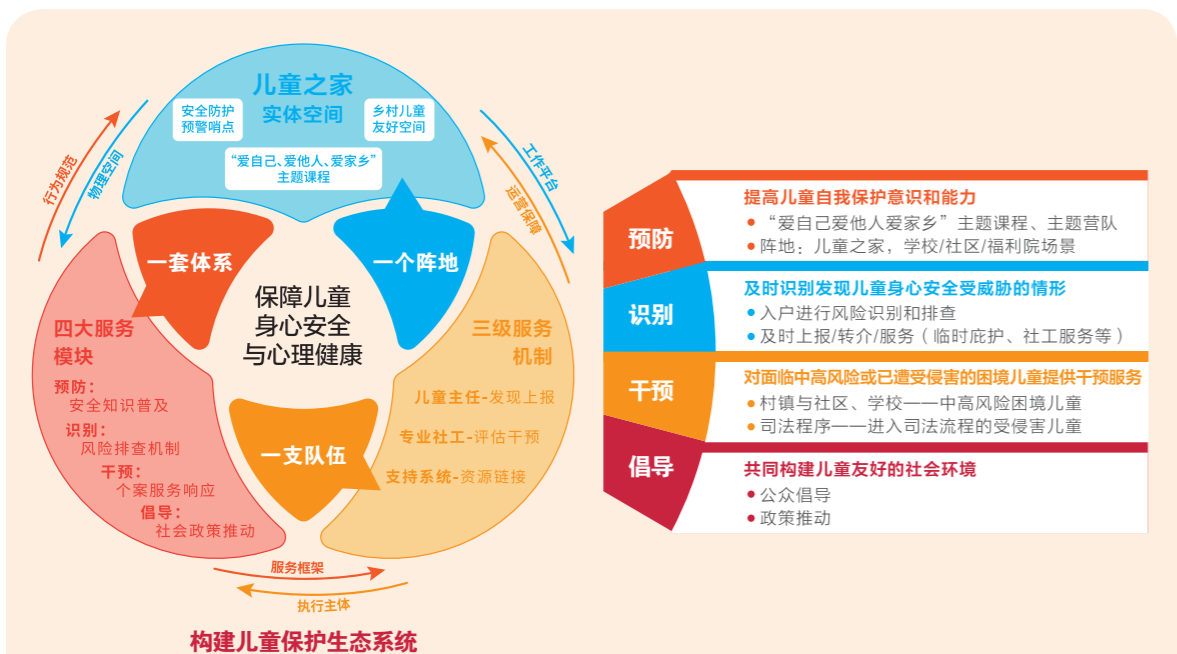 儿童之家
实体空间
安全防护
预警哨点
乡村儿童
友好空间
“爱自己、爱他人、爱家乡”
主题课程
行为规范
物理空间
工作平台
运营保障
一套体系
一个阵地
保障儿童
身心安全
与心理健康
一支队伍
四大服务
模块
预防：
安全知识普及
识别：
风险排查机制
干预：
个案服务响应
倡导：
社会政策推动
三级服务
机制
儿童主任-发现上报
专业社工-评估干预
支持系统-资源链接
服务框架
执行主体
构建儿童保护生态系统
预防
提高儿童自我保护意识和能力
•“爱自己爱他人爱家乡”主题课程、主题营队
•阵地：儿童之家，学校/社区/福利院场景
识别
及时识别发现儿童身心安全受威胁的情形
•入户进行风险识别和排查
•及时上报/转介/服务（临时庇护、社工服务等）
干预
对面临中高风险或已遭受侵害的困境儿童提供干预服务
•村镇与社区、学校——中高风险困境儿童
•司法程序——进入司法流程的受侵害儿童
倡导
共同构建儿童友好的社会环境
•公众倡导
•政策推动